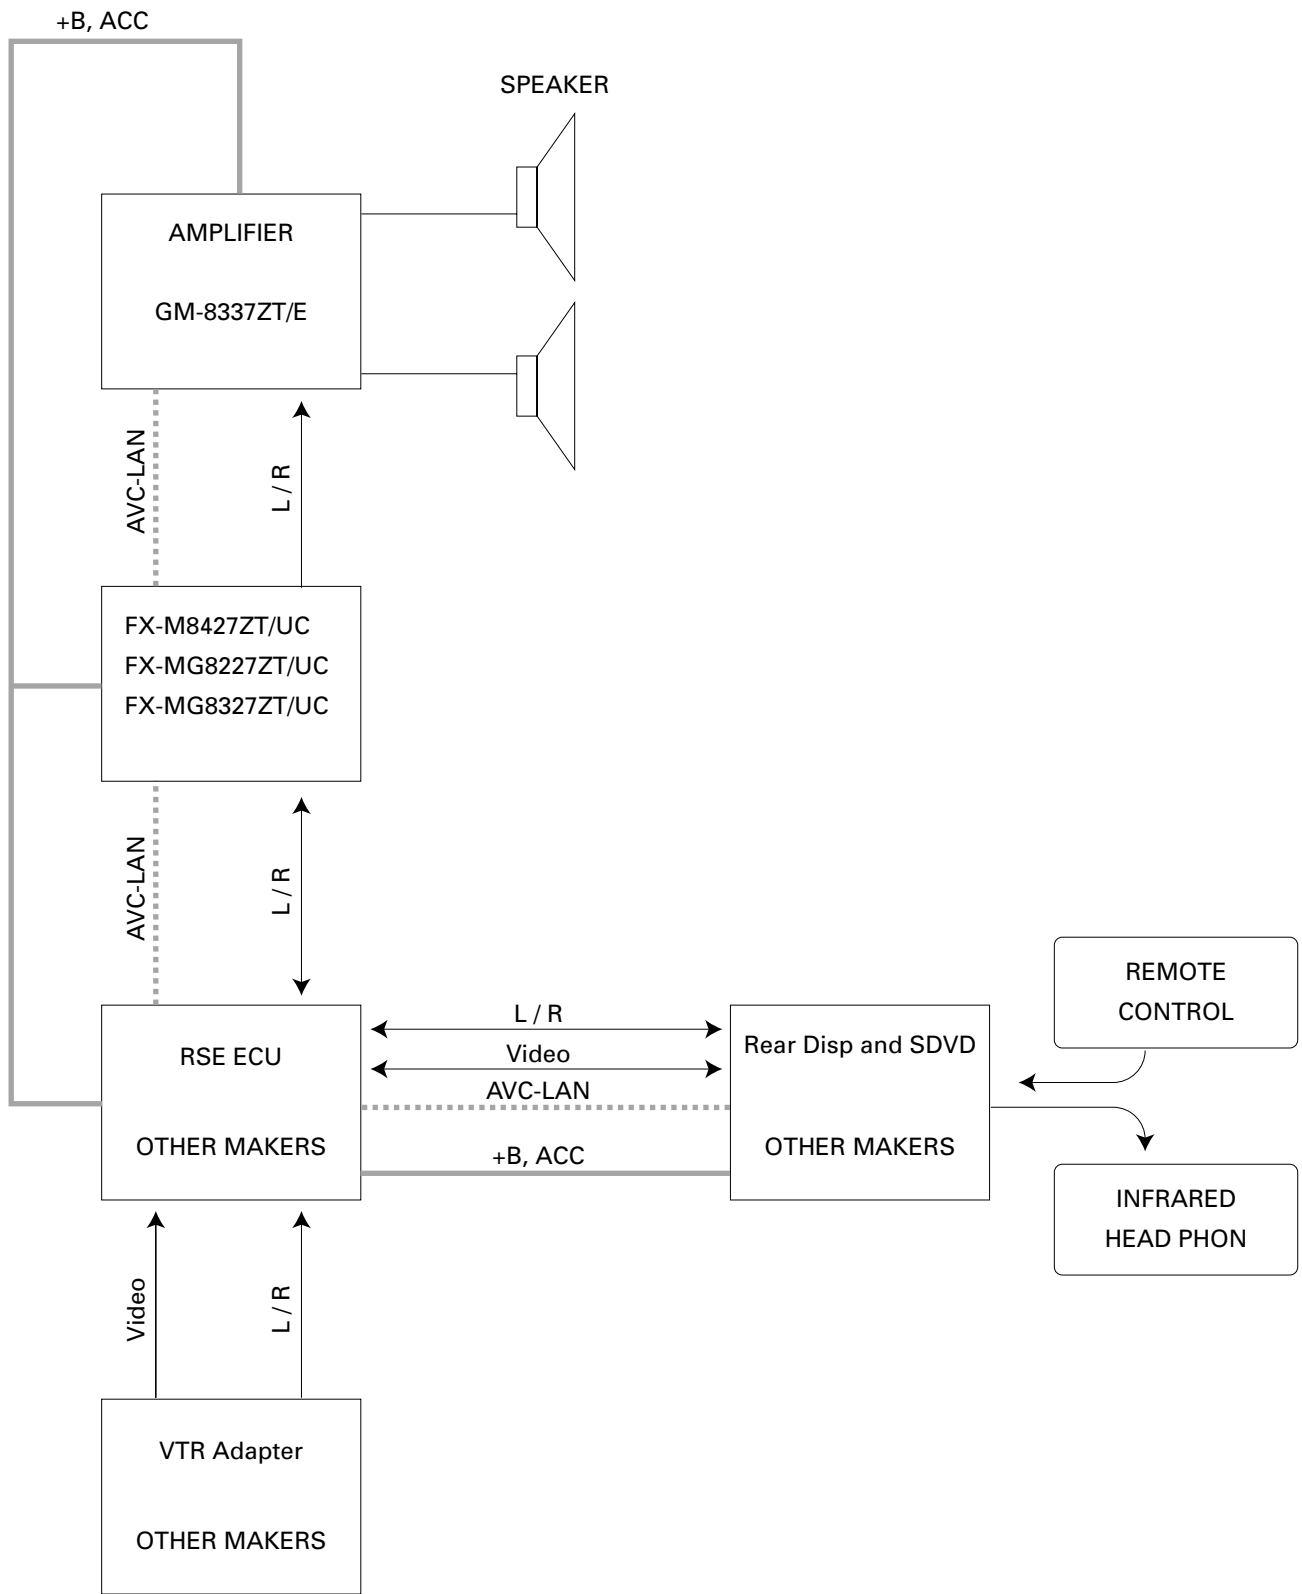 +B, ACC
SPEAKER
AMPLIFIER
GM-8337ZT/E
AVC-LAN
L / R
FX-M8427ZT/UC
FX-MG8227ZT/UC
FX-MG8327ZT/UC
AVC-LAN
L / R
RSE ECU
OTHER MAKERS
L / R
Video
AVC-LAN
+B, ACC
Rear Disp and SDVD
OTHER MAKERS
REMOTE
CONTROL
INFRARED
HEAD PHON
Video
L / R
VTR Adapter
OTHER MAKERS